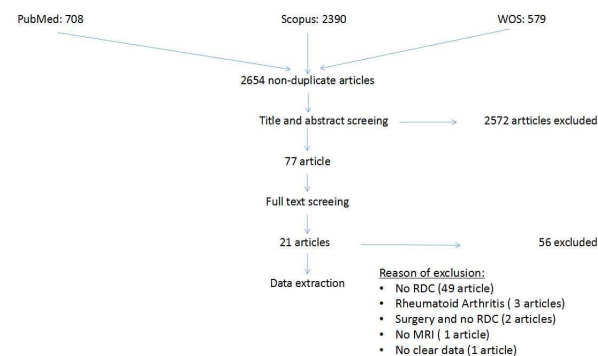 PubMed: 708
Scopus: 2390
WOS: 579
2654 non-duplicate articles
Title and abstract screeing
2572 artticles excluded
77 article
Full text screeing
21 articles
56 excluded
Data extraction
Reason of exclusion:
• No RDC (49 article)
• Rheumatoid Arthritis ( 3 articles)
• Surgery and no RDC (2 articles)
• No MRI ( 1 article)
• No clear data (1 article)